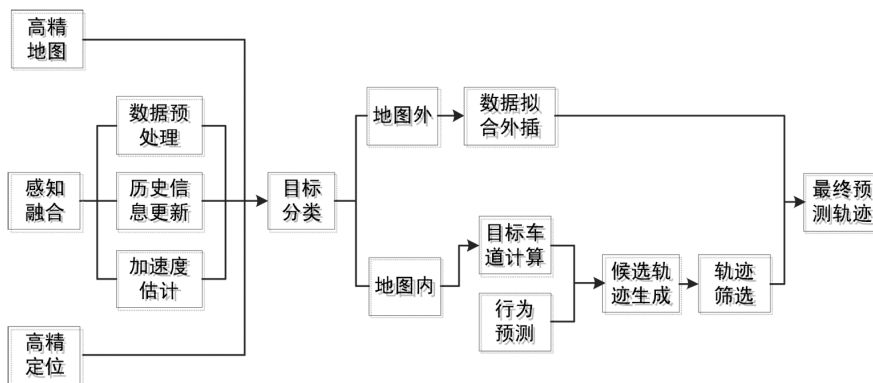 高精
地图
感知
融合
高精
定位
数据预
处理
历史信
息更新
加速度
估计
目标
分类
地图外
数据拟
合外插
地图内
目标车
道计算
行为
预测
候选轨
迹生成
轨迹
筛选
最终预
测轨迹